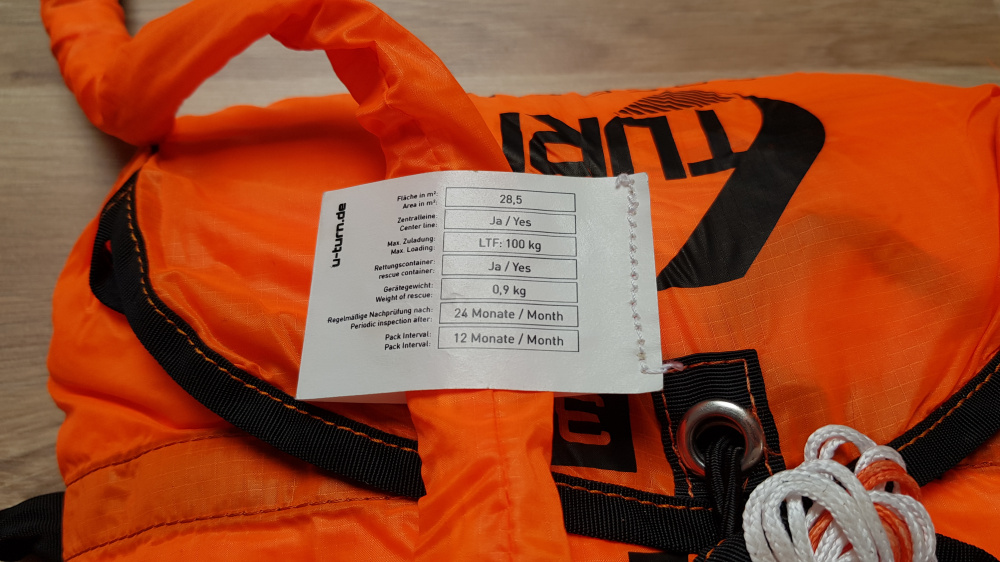 TURN
u-turn.de
Fläche in m²:
Area in m²:
28,5
Zentralleine:
Center line:
Ja / Yes
Max. Zuladung:
Max. Loading:
LTF: 100 kg
Rettungscontainer:
rescue container:
Ja / Yes
Gerätegewicht:
Weight of rescue:
0,9 kg
Regelmäßige Nachprüfung nach:
Periodic inspection after:
24 Monate / Month
Pack Interval:
Pack Interval:
12 Monate / Month